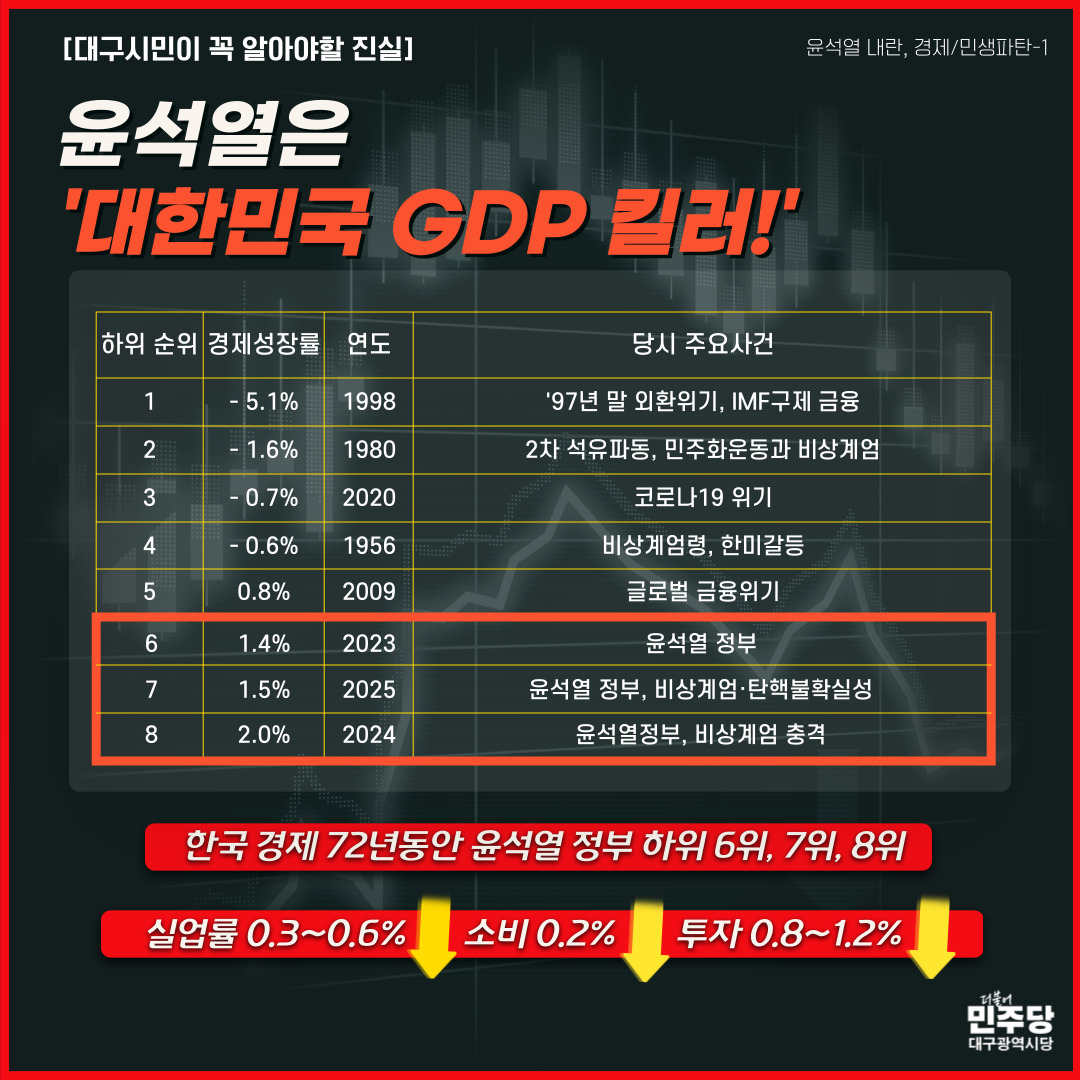 [대구시민이 꼭 알아야할 진실]
윤석열 내란, 경제/민생파탄-1
윤석열은
'대한민국 GDP 킬러!'
하위 순위 경제성장률 연도 당시 주요사건
1 - 5.1% 1998 '97년 말 외환위기, IMF구제 금융
2 - 1.6% 1980 2차 석유파동, 민주화운동과 비상계엄
3 - 0.7% 2020 코로나19 위기
4 - 0.6% 1956 비상계엄령, 한미갈등
5 0.8% 2009 글로벌 금융위기
6 1.4% 2023 윤석열 정부
7 1.5% 2025 윤석열 정부, 비상계엄·탄핵불확실성
8 2.0% 2024 윤석열정부, 비상계엄 충격
한국 경제 72년동안 윤석열 정부 하위 6위, 7위, 8위
실업률 0.3~0.6% 소비 0.2% 투자 0.8~1.2%
더불어
민주당
대구광역시당